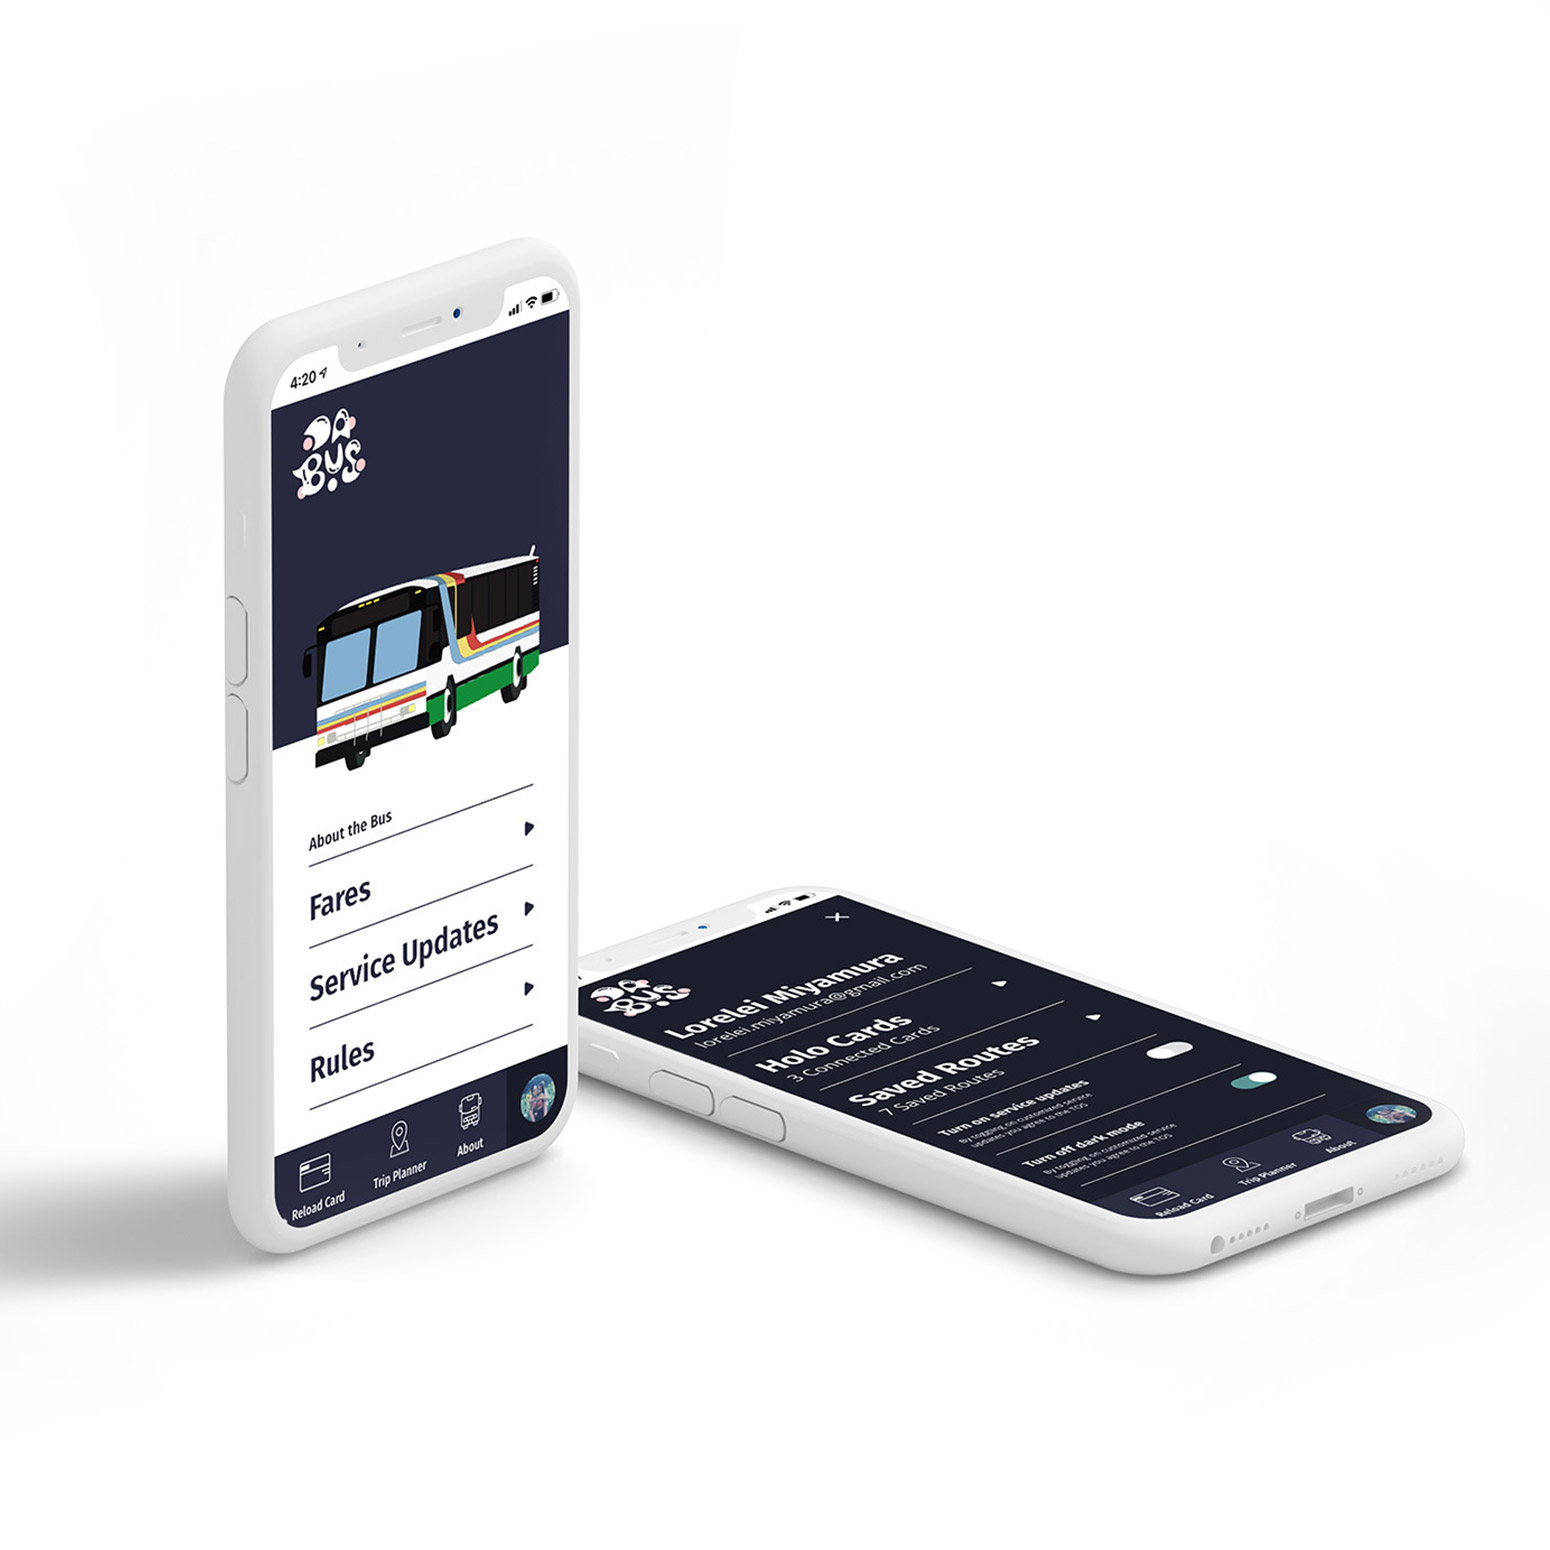 4:20
DA
BUS
About the Bus
Fares
Service Updates
Rules
Reload Card
Trip Planner
About
DA
BUS
Lorelei Miyamura
lorelei.miyamura@gmail.com
Holo Cards
3 Connected Cards
Saved Routes
7 Saved Routes
Turn on service updates
By toggling on customized service
updates you agree to the TOS
Turn off dark mode
By toggling on customized service
updates you agree to the TOS
Reload Card
Trip Planner
About